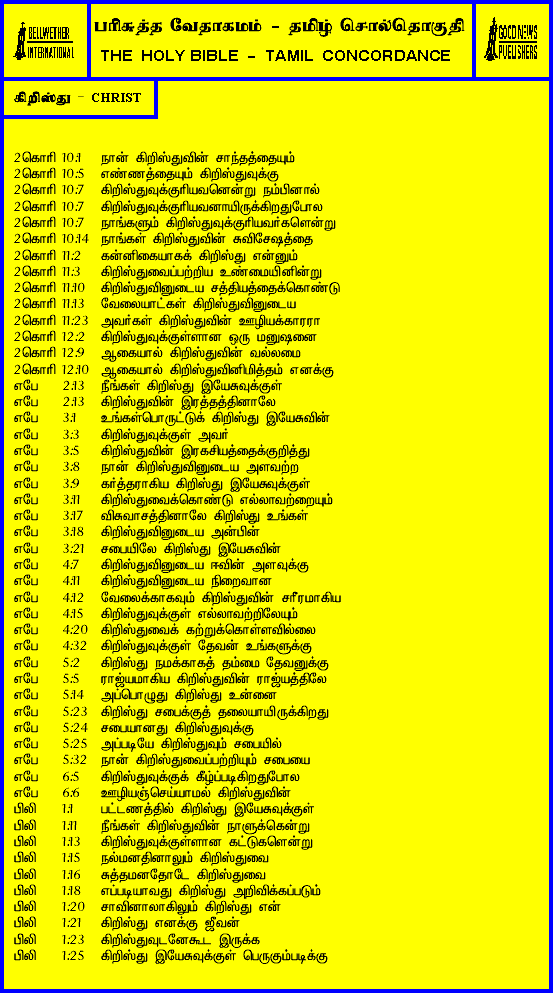 BELLWETHER
INTERNATIONAL
பரிசுத்த வேதாகமம் - தமிழ் சொல்தொகுதி
THE HOLY BIBLE - TAMIL CONCORDANCE
GOOD NEWS
PUBLISHERS
கிறிஸ்து - CHRIST
2கொரி 10:1 நான் கிறிஸ்துவின் சாந்தத்தையும்
2கொரி 10:5 எண்ணத்தையும் கிறிஸ்துவுக்கு
2கொரி 10:7 கிறிஸ்துவுக்குரியவனென்று நம்பினால்
2கொரி 10:7 கிறிஸ்துவுக்குரியவனாயிருக்கிறதுபோல
2கொரி 10:7 நாங்களும் கிறிஸ்துவுக்குரியவர்களென்று
2கொரி 10:14 நாங்கள் கிறிஸ்துவின் சுவிசேஷத்தை
2கொரி 11:2 கன்னிகையாகக் கிறிஸ்து என்னும்
2கொரி 11:3 கிறிஸ்துவைப்பற்றிய உண்மையினின்று
2கொரி 11:10 கிறிஸ்துவினுடைய சத்தியத்தைக்கொண்டு
2கொரி 11:13 வேலையாட்கள் கிறிஸ்துவினுடைய
2கொரி 11:23 அவர்கள் கிறிஸ்துவின் ஊழியக்காரரா
2கொரி 12:2 கிறிஸ்துவுக்குள்ளான ஒரு மனுஷனை
2கொரி 12:9 ஆகையால் கிறிஸ்துவின் வல்லமை
2கொரி 12:10 ஆகையால் கிறிஸ்துவினிமித்தம் எனக்கு
எபே 2:13 நீங்கள் கிறிஸ்து இயேசுவுக்குள்
எபே 2:13 கிறிஸ்துவின் இரத்தத்தினாலே
எபே 3:1 உங்கள்பொருட்டுக் கிறிஸ்து இயேசுவின்
எபே 3:3 கிறிஸ்துவுக்குள் அவர்
எபே 3:5 கிறிஸ்துவின் இரகசியத்தைக்குறித்து
எபே 3:8 நான் கிறிஸ்துவினுடைய அளவற்ற
எபே 3:9 கர்த்தராகிய கிறிஸ்து இயேசுவுக்குள்
எபே 3:11 கிறிஸ்துவைக்கொண்டு எல்லாவற்றையும்
எபே 3:17 விசுவாசத்தினாலே கிறிஸ்து உங்கள்
எபே 3:18 கிறிஸ்துவினுடைய அன்பின்
எபே 3:21 சபையிலே கிறிஸ்து இயேசுவின்
எபே 4:7 கிறிஸ்துவினுடைய ஈவின் அளவுக்கு
எபே 4:11 கிறிஸ்துவினுடைய நிறைவான
எபே 4:12 வேலைக்காகவும் கிறிஸ்துவின் சரீரமாகிய
எபே 4:15 கிறிஸ்துவுக்குள் எல்லாவற்றிலேயும்
எபே 4:20 கிறிஸ்துவைக் கற்றுக்கொள்ளவில்லை
எபே 4:32 கிறிஸ்துவுக்குள் தேவன் உங்களுக்கு
எபே 5:2 கிறிஸ்து நமக்காகத் தம்மை தேவனுக்கு
எபே 5:5 ராஜ்யமாகிய கிறிஸ்துவின் ராஜ்யத்திலே
எபே 5:14 அப்பொழுது கிறிஸ்து உன்னை
எபே 5:23 கிறிஸ்து சபைக்குத் தலையாயிருக்கிறது
எபே 5:24 சபையானது கிறிஸ்துவுக்கு
எபே 5:25 அப்படியே கிறிஸ்துவும் சபையில்
எபே 5:32 நான் கிறிஸ்துவைப்பற்றியும் சபையை
எபே 6:5 கிறிஸ்துவுக்குக் கீழ்ப்படிகிறதுபோல
எபே 6:6 ஊழியஞ்செய்யாமல் கிறிஸ்துவின்
பிலி 1:1 பட்டணத்தில் கிறிஸ்து இயேசுவுக்குள்
பிலி 1:11 நீங்கள் கிறிஸ்துவின் நாளுக்கென்று
பிலி 1:13 கிறிஸ்துவுக்குள்ளான கட்டுகளென்று
பிலி 1:15 நல்மனதினாலும் கிறிஸ்துவை
பிலி 1:16 சுத்தமனதோடே கிறிஸ்துவை
பிலி 1:18 எப்படியாவது கிறிஸ்து அறிவிக்கப்படும்
பிலி 1:20 சாவினாலாகிலும் கிறிஸ்து என்
பிலி 1:21 கிறிஸ்து எனக்கு ஜீவன்
பிலி 1:23 கிறிஸ்துவுடனேகூட இருக்க
பிலி 1:25 கிறிஸ்து இயேசுவுக்குள் பெருகும்படிக்கு